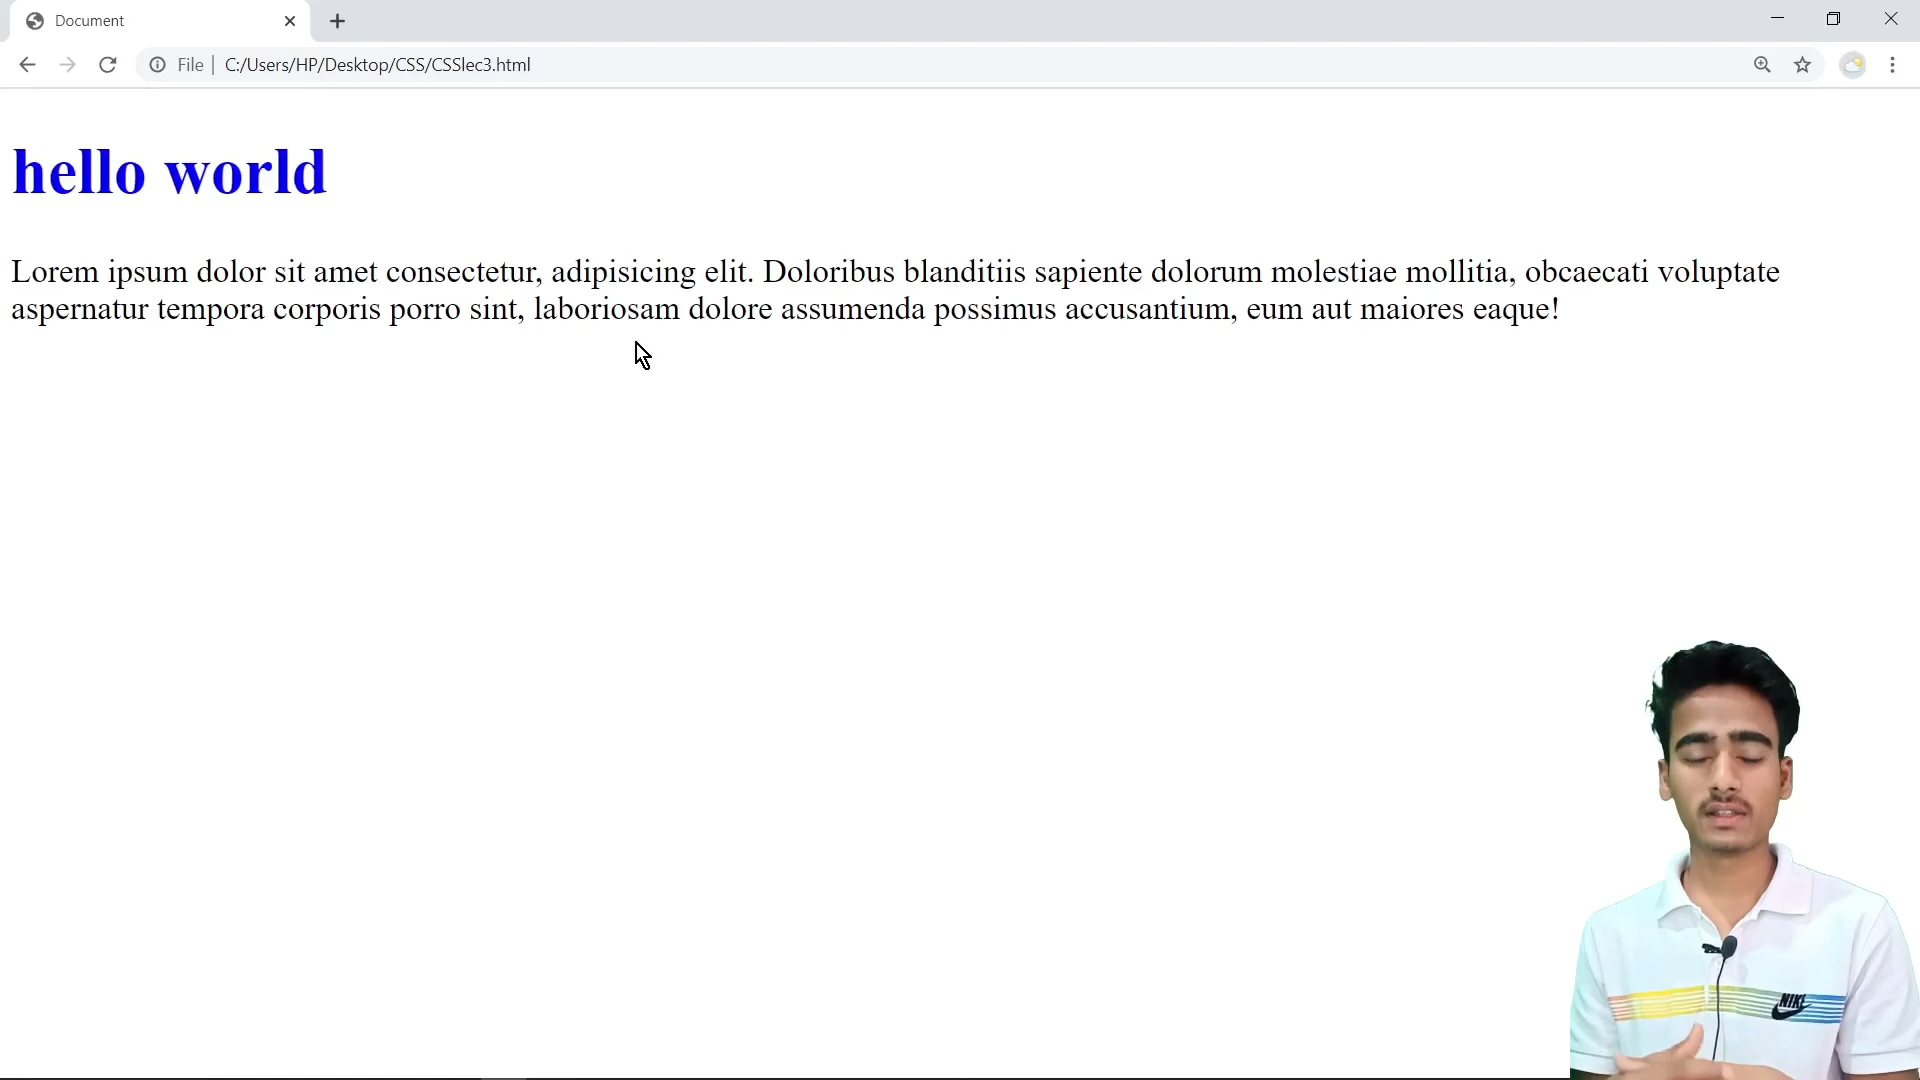 Document
File
C:/Users/HP/Desktop/CSS/CSSlec3.html
hello world
Lorem ipsum dolor sit amet consectetur, adipisicing elit. Doloribus blanditiis sapiente dolorum molestiae mollitia, obcaecati voluptate
aspernatur tempora corporis porro sint, laboriosam dolore assumenda possimus accusantium, eum aut maiores eaque!
NIKE